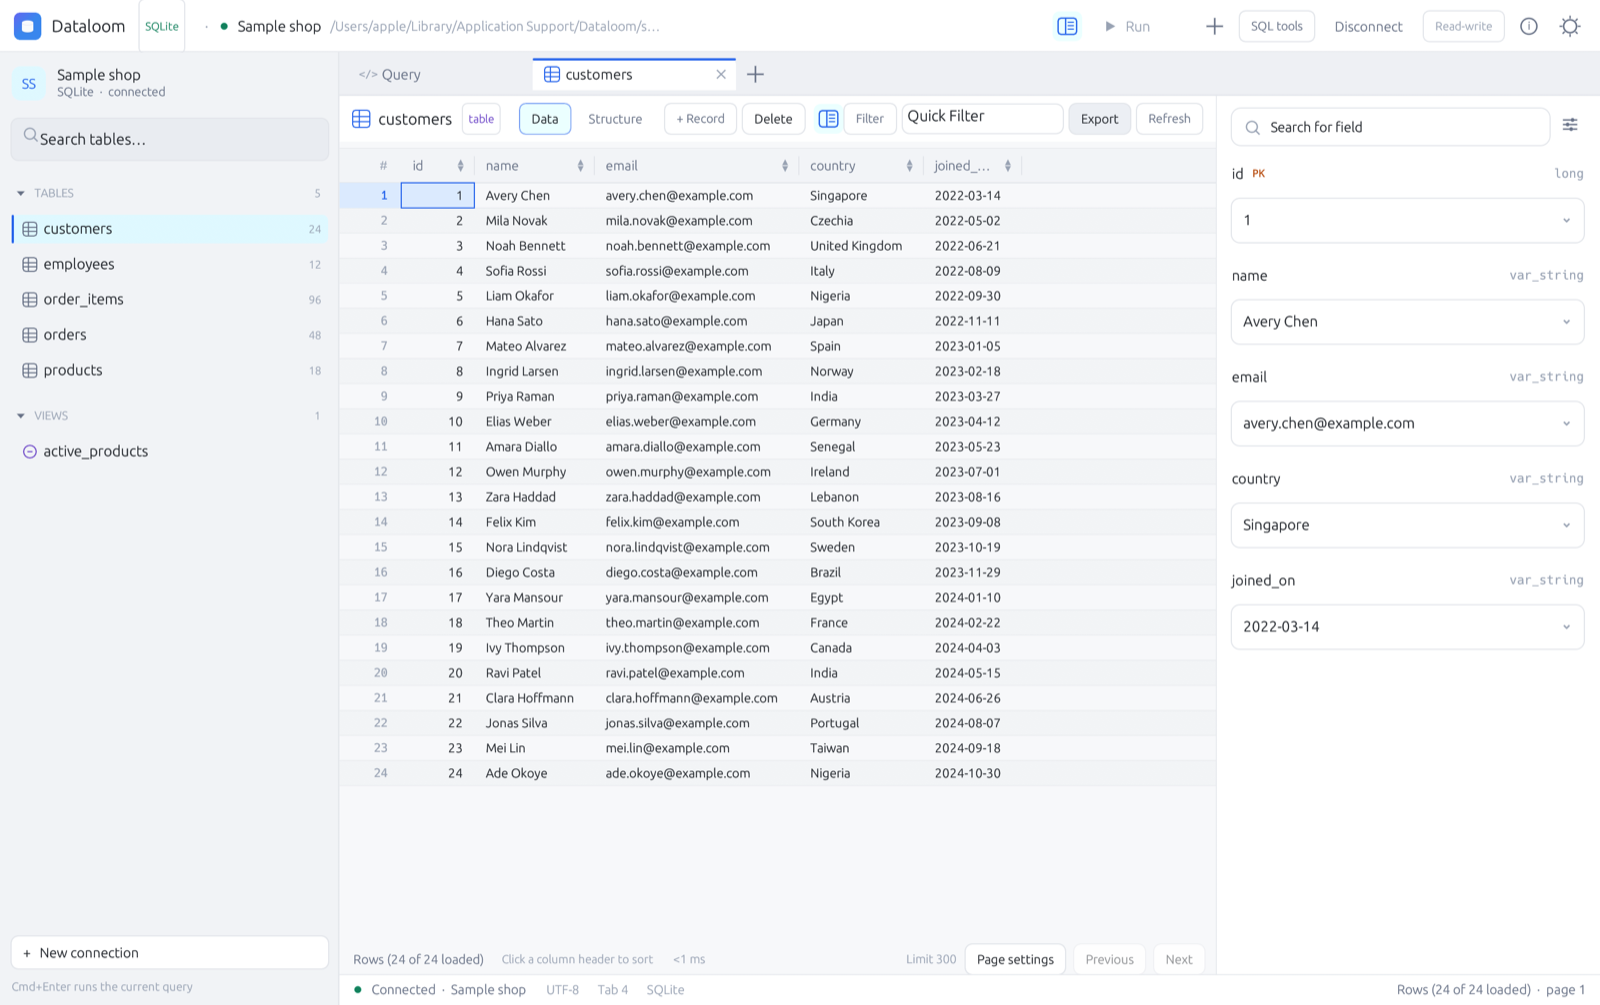 Dataloom SQLite · Sample shop /Users/apple/Library/Application Support/Dataloom/s... Run SQL tools Disconnect Read-write
SS Sample shop
SQLite · connected
Search tables...
TABLES 5
customers 24
employees 12
order_items 96
orders 48
products 18
VIEWS 1
active_products
+ New connection
Cmd+Enter runs the current query
</> Query customers
customers table Data Structure + Record Delete Filter Quick Filter Export Refresh
# id name email country joined_...
1 1 Avery Chen avery.chen@example.com Singapore 2022-03-14
2 2 Mila Novak mila.novak@example.com Czechia 2022-05-02
3 3 Noah Bennett noah.bennett@example.com United Kingdom 2022-06-21
4 4 Sofia Rossi sofia.rossi@example.com Italy 2022-08-09
5 5 Liam Okafor liam.okafor@example.com Nigeria 2022-09-30
6 6 Hana Sato hana.sato@example.com Japan 2022-11-11
7 7 Mateo Alvarez mateo.alvarez@example.com Spain 2023-01-05
8 8 Ingrid Larsen ingrid.larsen@example.com Norway 2023-02-18
9 9 Priya Raman priya.raman@example.com India 2023-03-27
10 10 Elias Weber elias.weber@example.com Germany 2023-04-12
11 11 Amara Diallo amara.diallo@example.com Senegal 2023-05-23
12 12 Owen Murphy owen.murphy@example.com Ireland 2023-07-01
13 13 Zara Haddad zara.haddad@example.com Lebanon 2023-08-16
14 14 Felix Kim felix.kim@example.com South Korea 2023-09-08
15 15 Nora Lindqvist nora.lindqvist@example.com Sweden 2023-10-19
16 16 Diego Costa diego.costa@example.com Brazil 2023-11-29
17 17 Yara Mansour yara.mansour@example.com Egypt 2024-01-10
18 18 Theo Martin theo.martin@example.com France 2024-02-22
19 19 Ivy Thompson ivy.thompson@example.com Canada 2024-04-03
20 20 Ravi Patel ravi.patel@example.com India 2024-05-15
21 21 Clara Hoffmann clara.hoffmann@example.com Austria 2024-06-26
22 22 Jonas Silva jonas.silva@example.com Portugal 2024-08-07
23 23 Mei Lin mei.lin@example.com Taiwan 2024-09-18
24 24 Ade Okoye ade.okoye@example.com Nigeria 2024-10-30
Rows (24 of 24 loaded) Click a column header to sort <1 ms Limit 300 Page settings Previous Next
Search for field
id PK long
1
name var_string
Avery Chen
email var_string
avery.chen@example.com
country var_string
Singapore
joined_on var_string
2022-03-14
Connected · Sample shop UTF-8 Tab 4 SQLite Rows (24 of 24 loaded) · page 1